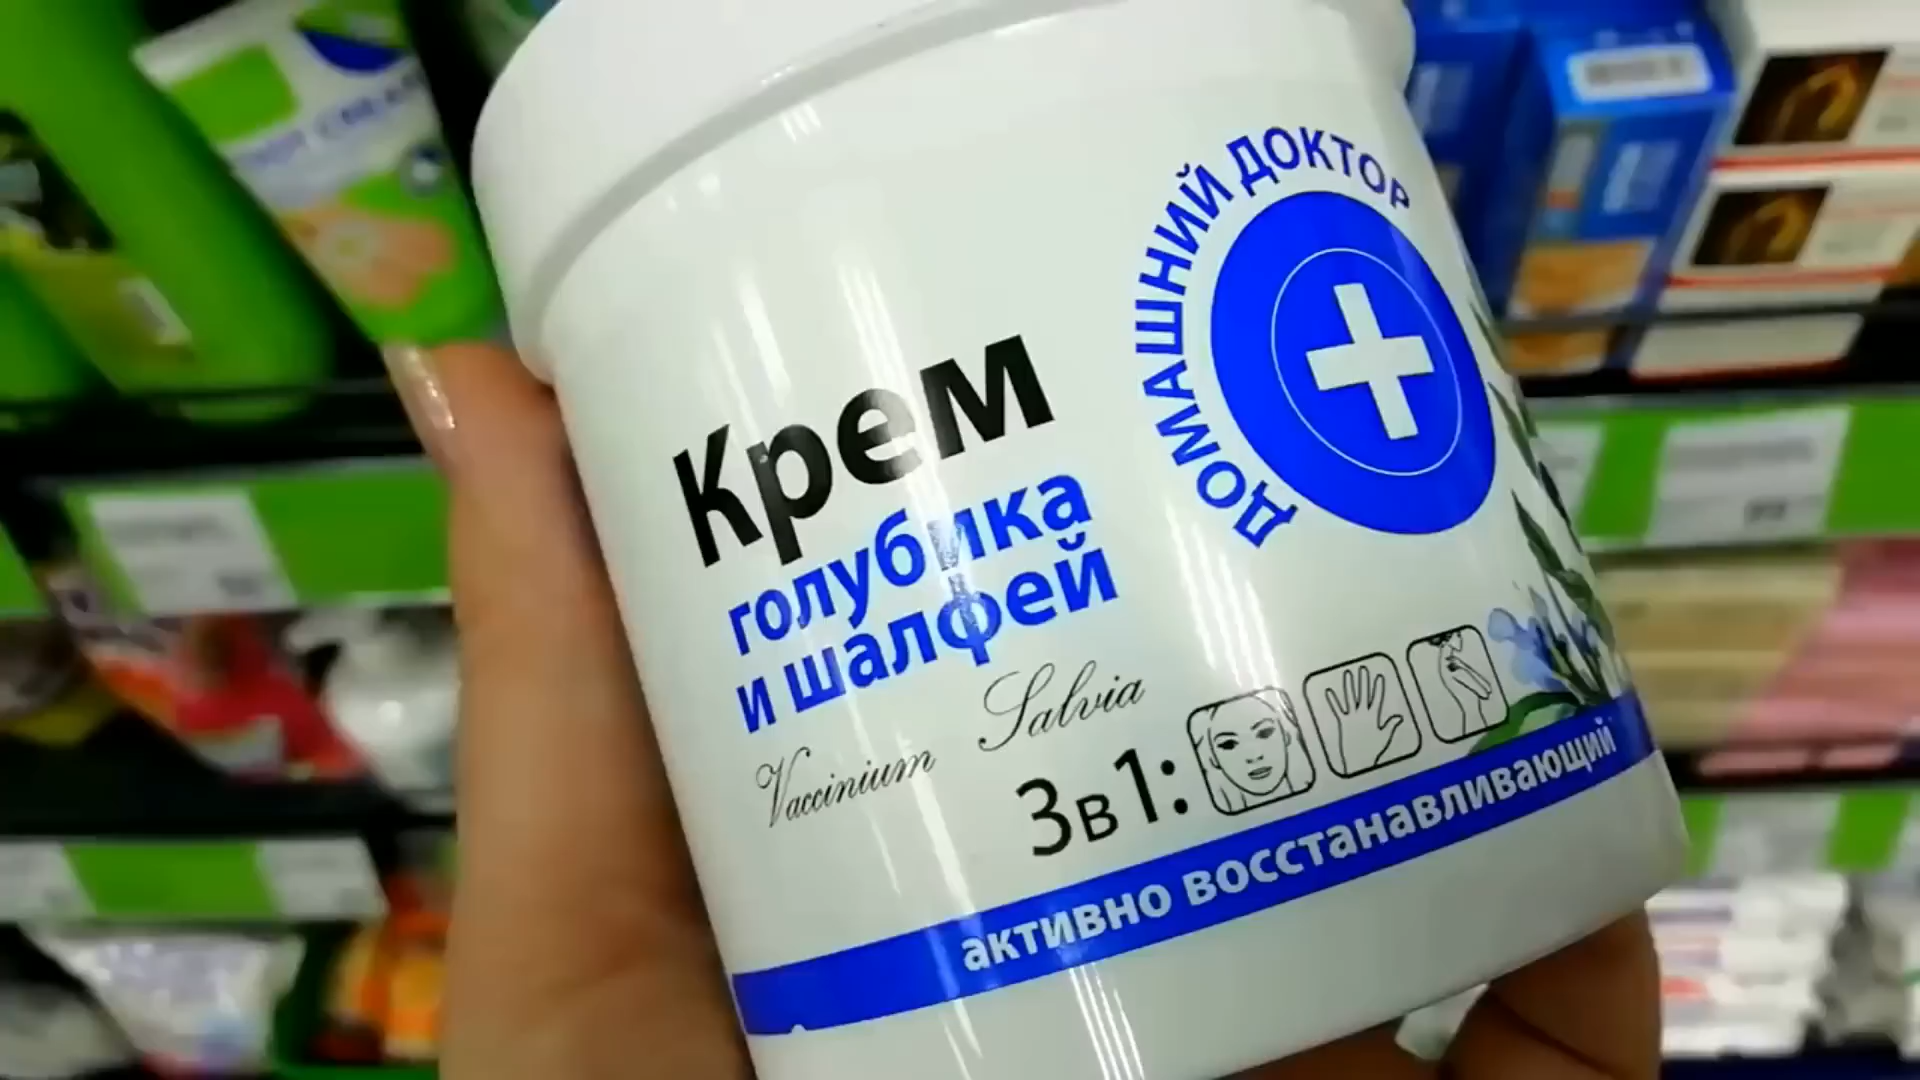 ДОМАШНИЙ ДОКТОР
Крем
голубика
и шалфей
Vaccinium Salvia
3в1:
активно восстанавливающий